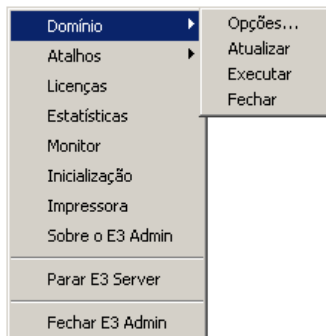 Domínio
Opções...
Atualizar
Executar
Fechar
Atalhos
Licenças
Estatísticas
Monitor
Inicialização
Impressora
Sobre o E3 Admin
Parar E3 Server
Fechar E3 Admin